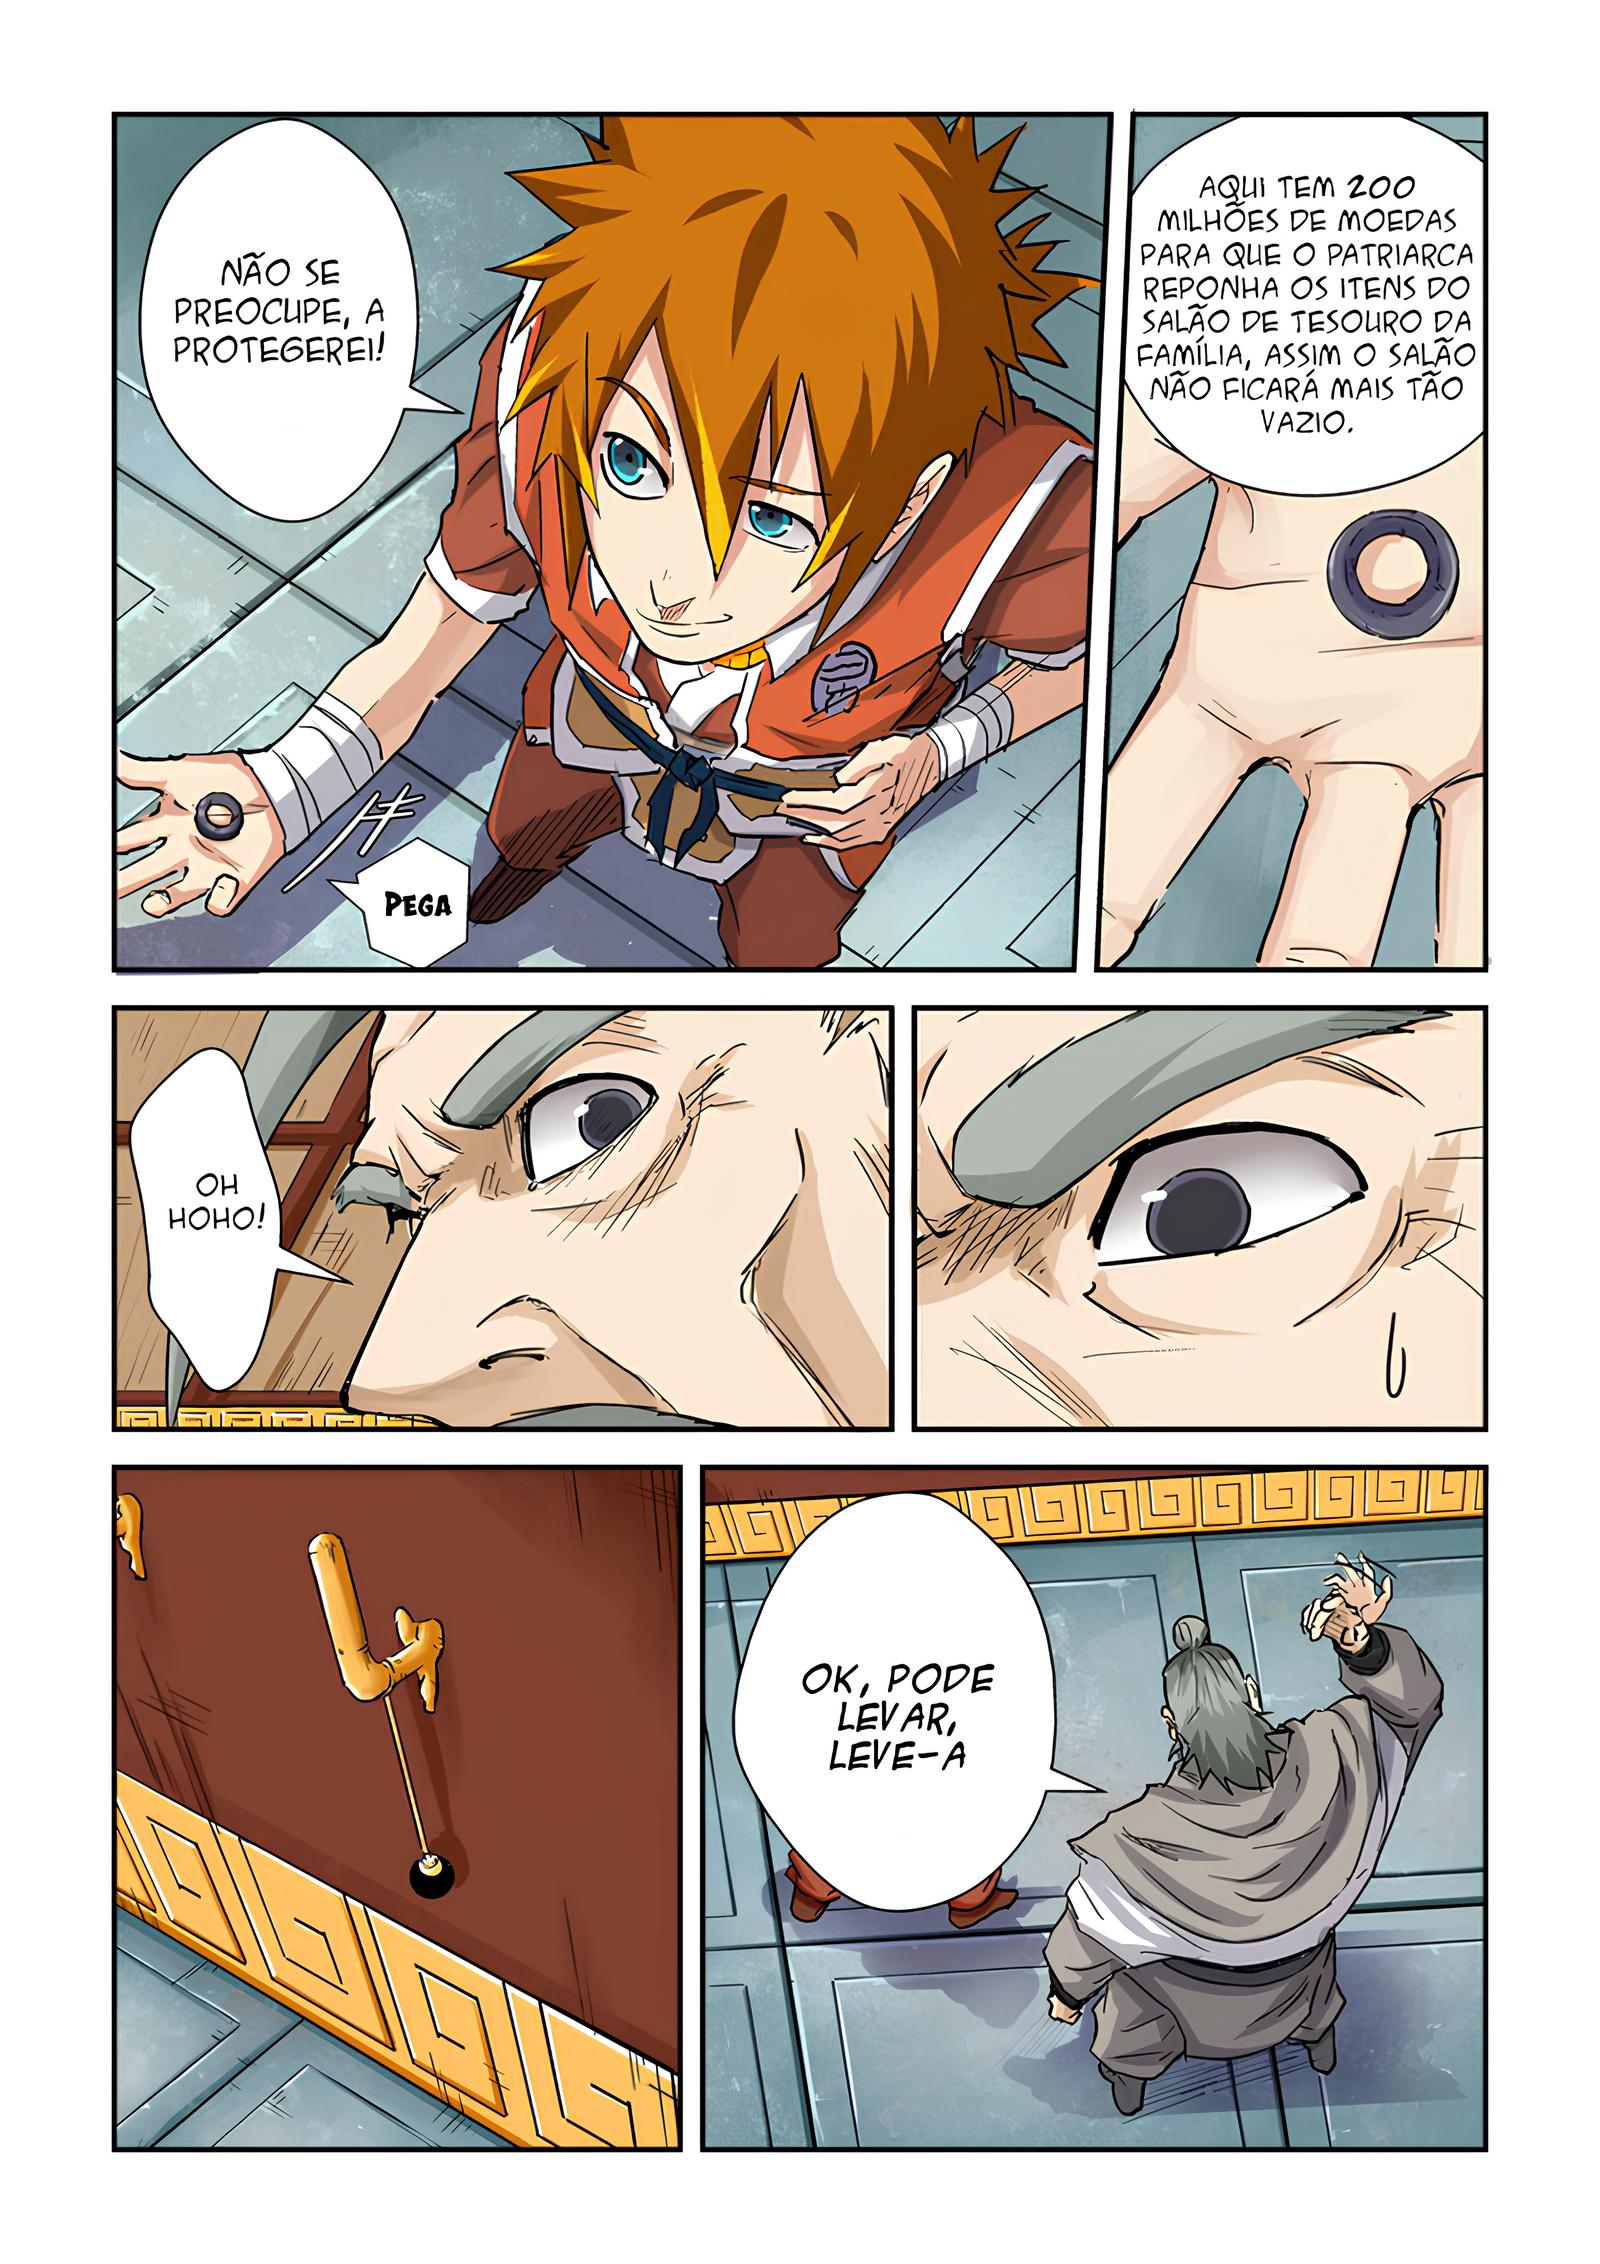 NÃO SE
PREOCUPE, A
PROTEGEREI!
PEGA
AQUI TEM 200
MILHÕES DE MOEDAS
PARA QUE O PATRIARCA
REPONHA OS ITENS DO
SALÃO DE TESOURO DA
FAMÍLIA, ASSIM O SALÃO
NÃO FICARÁ MAIS TÃO
VAZIO.
OH
HOHO!
OK, PODE
LEVAR,
LEVE-A